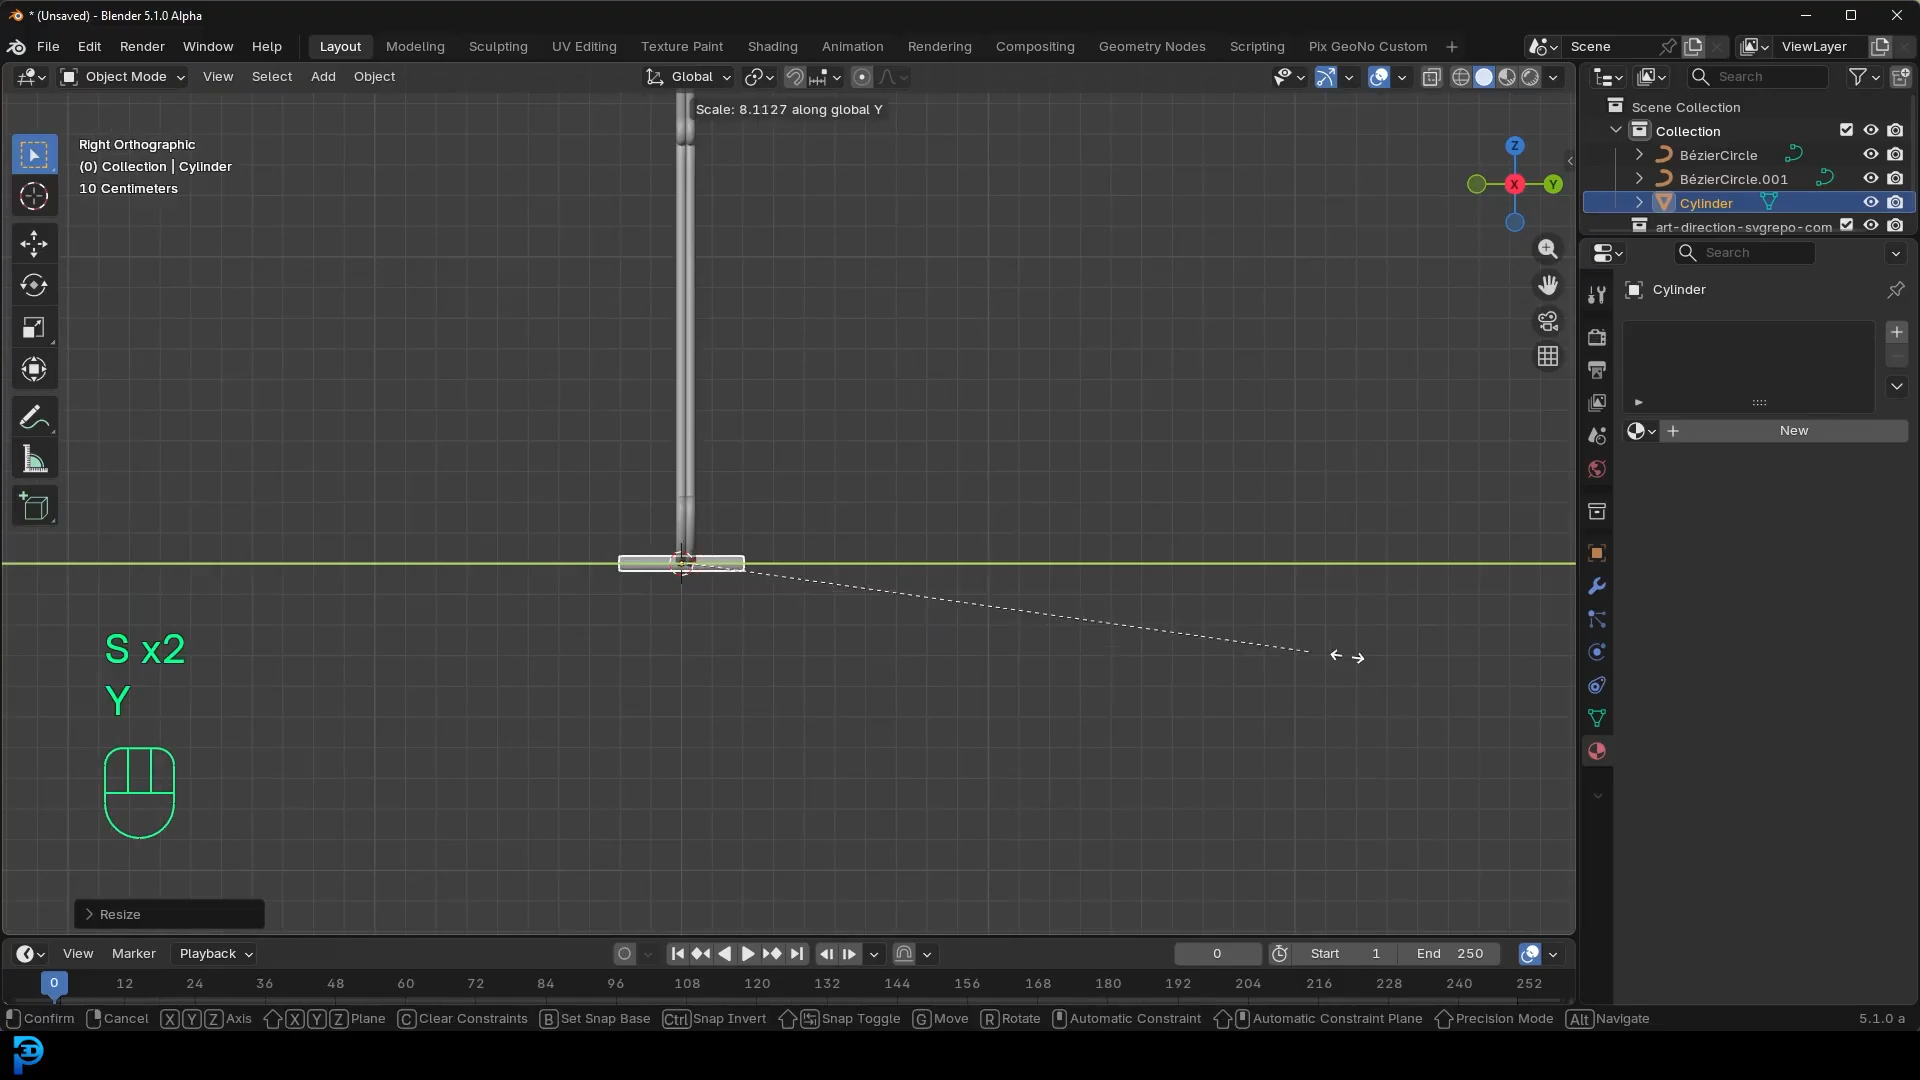 * (Unsaved) - Blender 5.1.0 Alpha
File Edit Render Window Help Layout Modeling Sculpting UV Editing Texture Paint Shading Animation Rendering Compositing Geometry Nodes Scripting Pix GeoNo Custom + Scene ViewLayer
Object Mode View Select Add Object Global Search
Scale: 8.1127 along global Y
Scene Collection
Collection
BézierCircle
BézierCircle.001
Cylinder
art-direction-svgrepo-com
Right Orthographic
(0) Collection | Cylinder
10 Centimeters
Z
X
Y
Search
Cylinder
New
S x2
Y
Resize
View Marker Playback 0 Start 1 End 250
0 12 24 36 48 60 72 84 96 108 120 132 144 156 168 180 192 204 216 228 240 252
Confirm Cancel X Y Z Axis X Y Z Plane C Clear Constraints B Set Snap Base Ctrl Snap Invert Snap Toggle G Move R Rotate Automatic Constraint Automatic Constraint Plane Precision Mode Alt Navigate 5.1.0 a